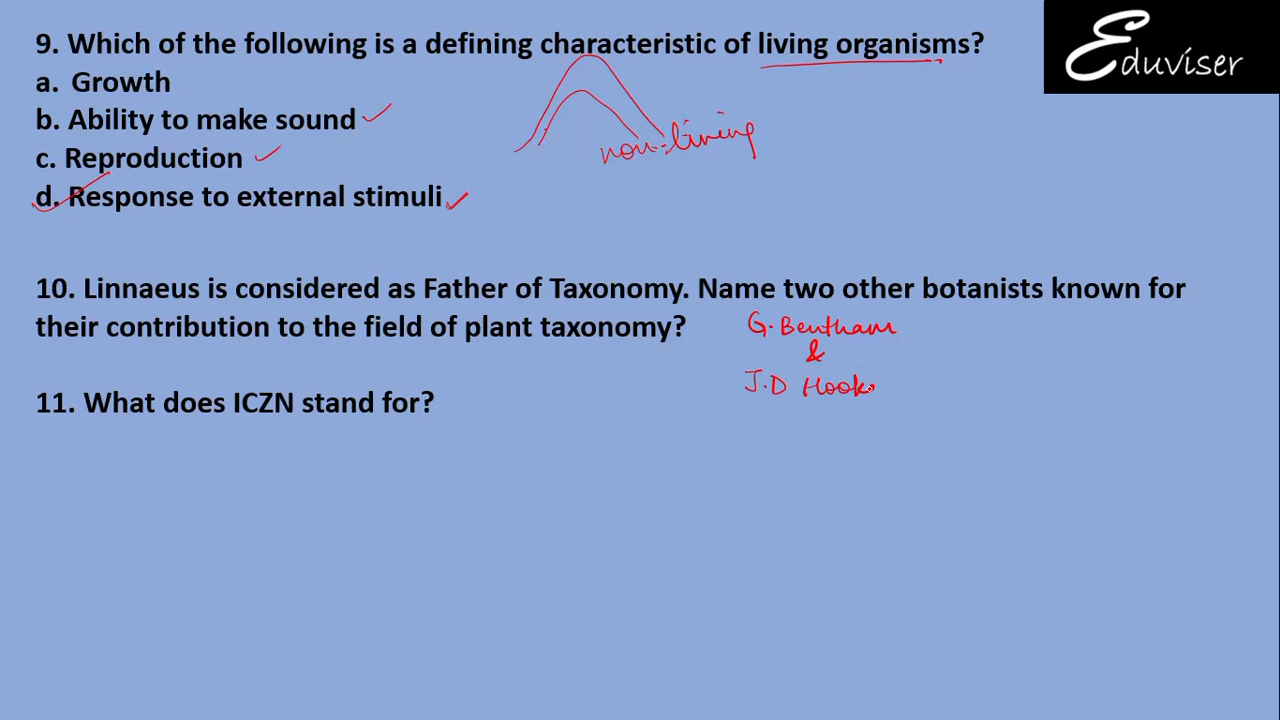 Eduviser
9. Which of the following is a defining characteristic of living organisms?
a. Growth
b. Ability to make sound
c. Reproduction
d. Response to external stimuli
non-living
10. Linnaeus is considered as Father of Taxonomy. Name two other botanists known for
their contribution to the field of plant taxonomy?
G. Bentham
&
J.D Hook
11. What does ICZN stand for?